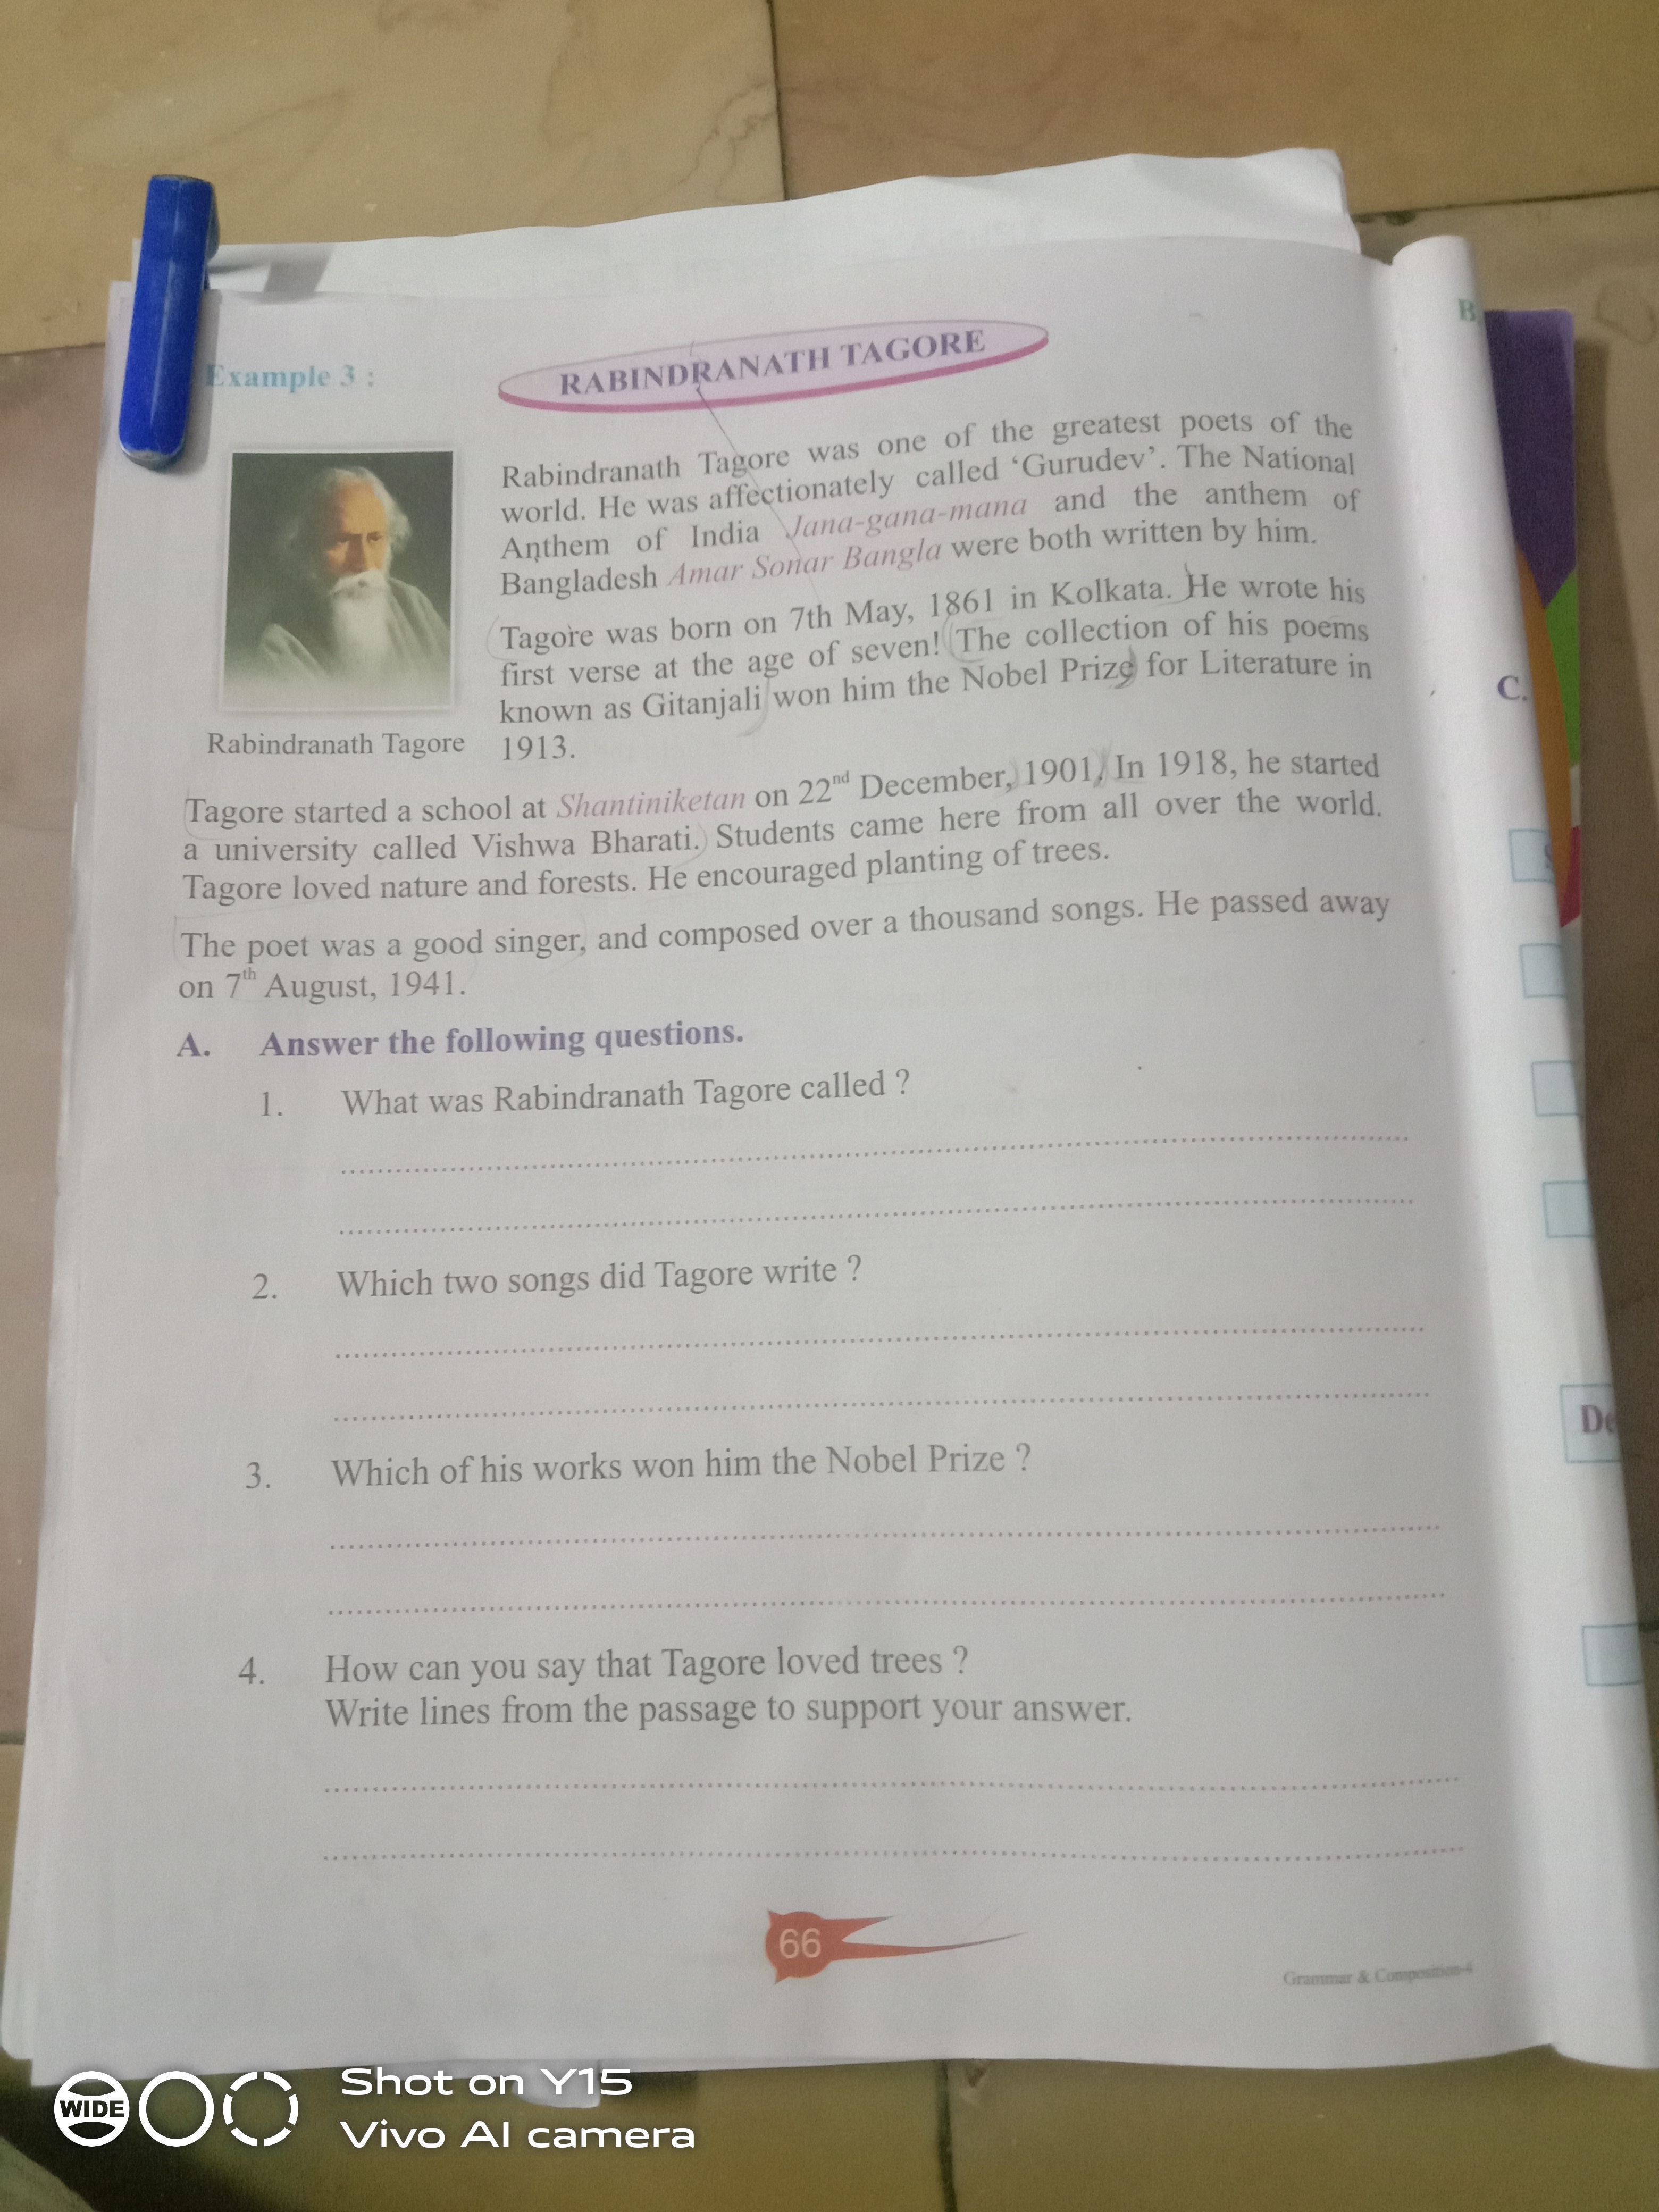 Example 3 :
RABINDRANATH TAGORE
Rabindranath Tagore was one of the greatest poets of the
world. He was affectionately called ‘Gurudev’. The National
Anthem of India Jana-gana-mana and the anthem of
Bangladesh Amar Sonar Bangla were both written by him.
Tagore was born on 7th May, 1861 in Kolkata. He wrote his
first verse at the age of seven! The collection of his poems
known as Gitanjali won him the Nobel Prize for Literature in
1913.
Rabindranath Tagore
Tagore started a school at Shantiniketan on 22nd December, 1901. In 1918, he started
a university called Vishwa Bharati. Students came here from all over the world.
Tagore loved nature and forests. He encouraged planting of trees.
The poet was a good singer, and composed over a thousand songs. He passed away
on 7th August, 1941.
A. Answer the following questions.
1. What was Rabindranath Tagore called ?
2. Which two songs did Tagore write ?
3. Which of his works won him the Nobel Prize ?
4. How can you say that Tagore loved trees ?
Write lines from the passage to support your answer.
66
Grammar & Composition-4
B
C.
De
WIDE
Shot on Y15
Vivo AI camera